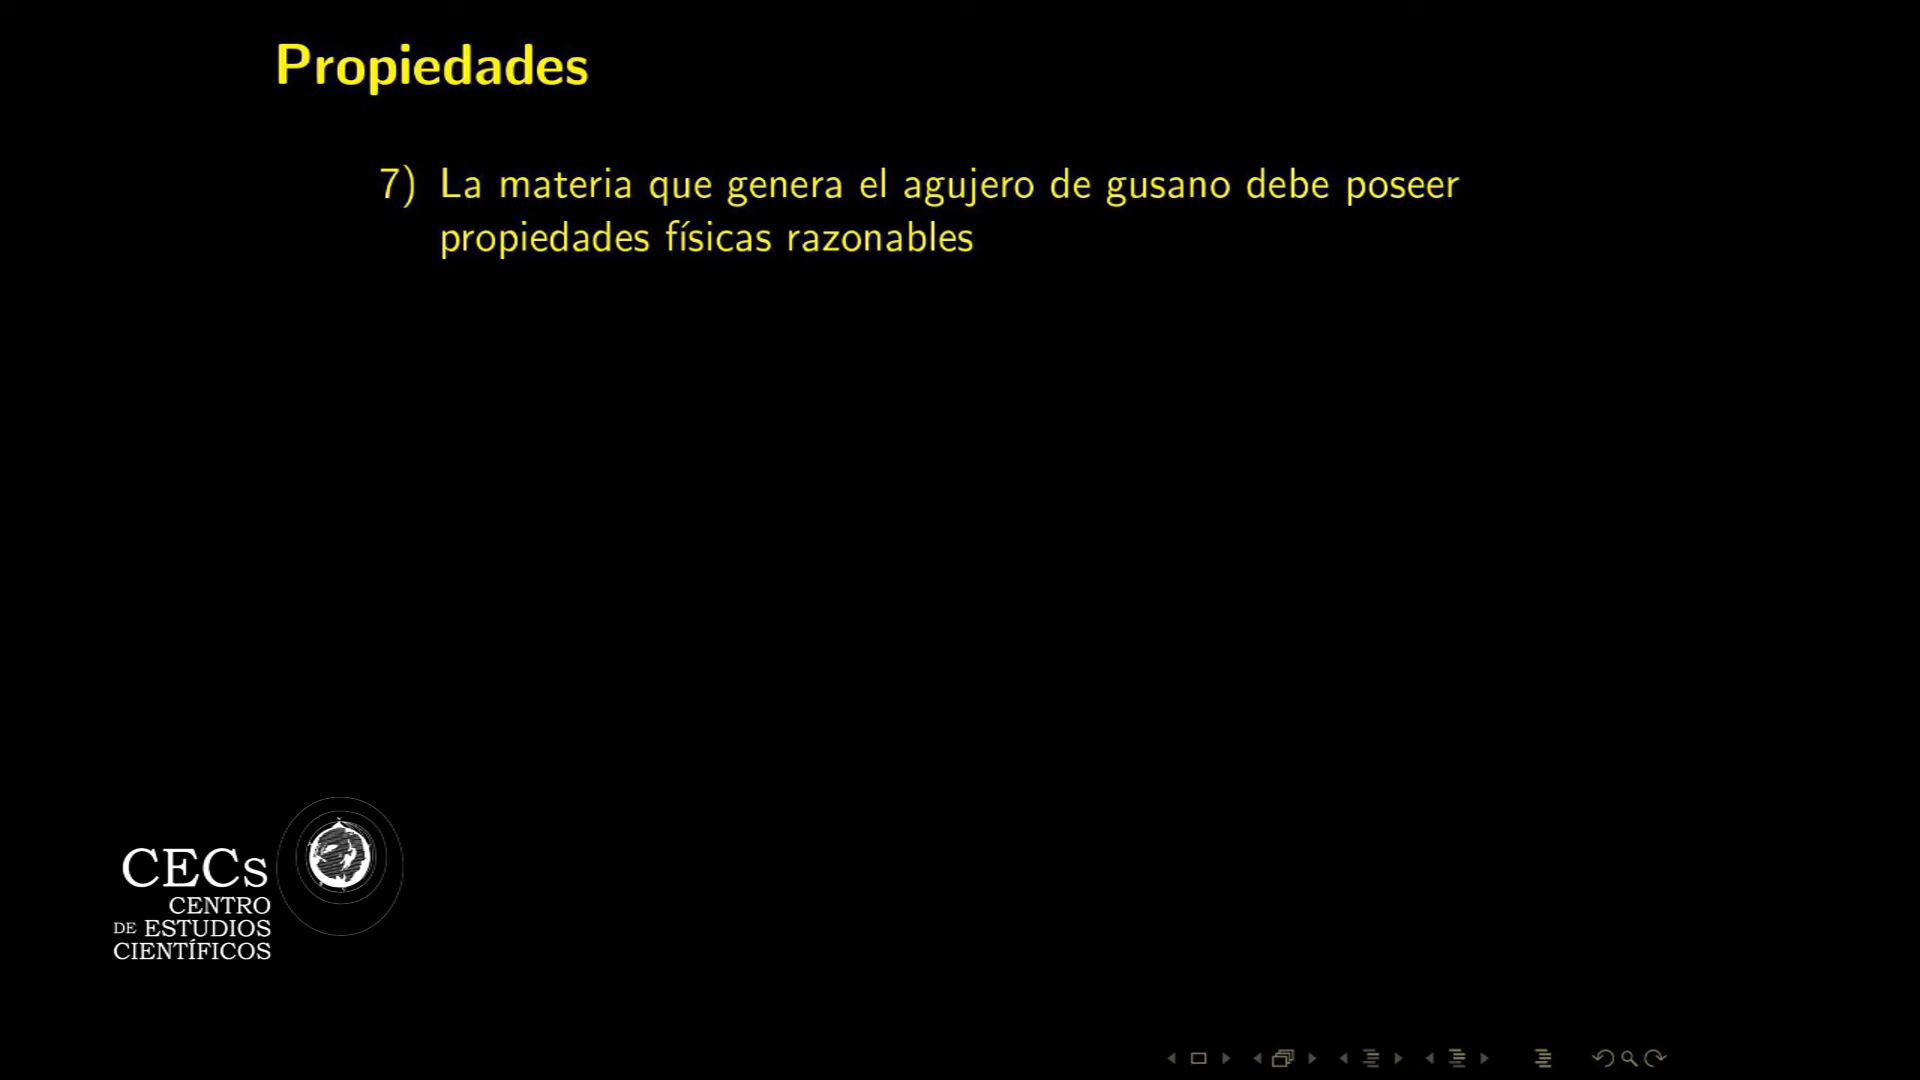 Propiedades
7) La materia que genera el agujero de gusano debe poseer
propiedades físicas razonables
CECs
CENTRO
DE ESTUDIOS
CIENTÍFICOS